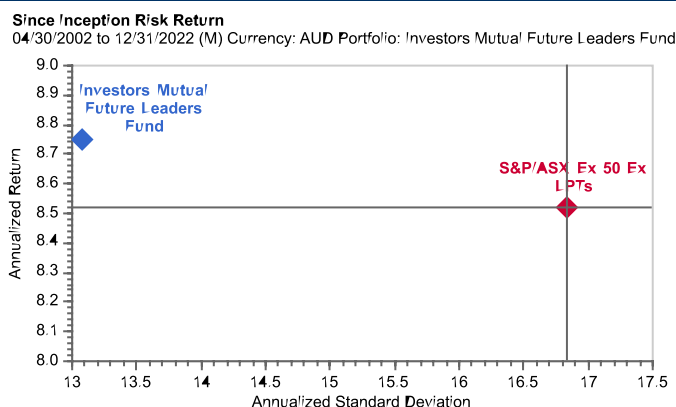 Since Inception Risk Return
04/30/2002 to 12/31/2022 (M) Currency: AUD Portfolio: Investors Mutual Future Leaders Fund
9.0
8.9
8.8
8.7
8.6
8.5
8.4
8.3
8.2
8.1
8.0
Annualized Return
Investors Mutual
Future Leaders
Fund
S&P/ASX Ex 50 Ex
LPTs
13
13.5
14
14.5
15
15.5
16
16.5
17
17.5
Annualized Standard Deviation